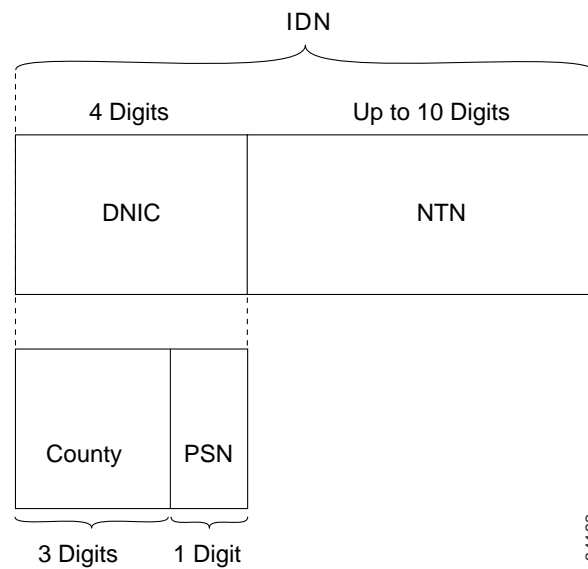 IDN
4 Digits
Up to 10 Digits
DNIC
NTN
County
PSN
3 Digits
1 Digit